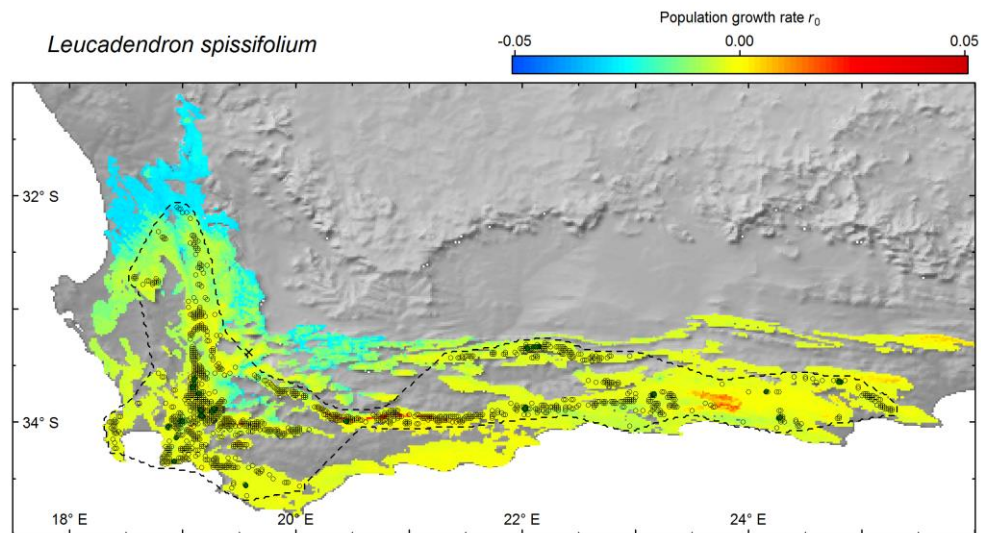 Population growth rate r₀
Leucadendron spissifolium
-0.05 0.00 0.05
32° S
34° S
18° E 20° E 22° E 24° E